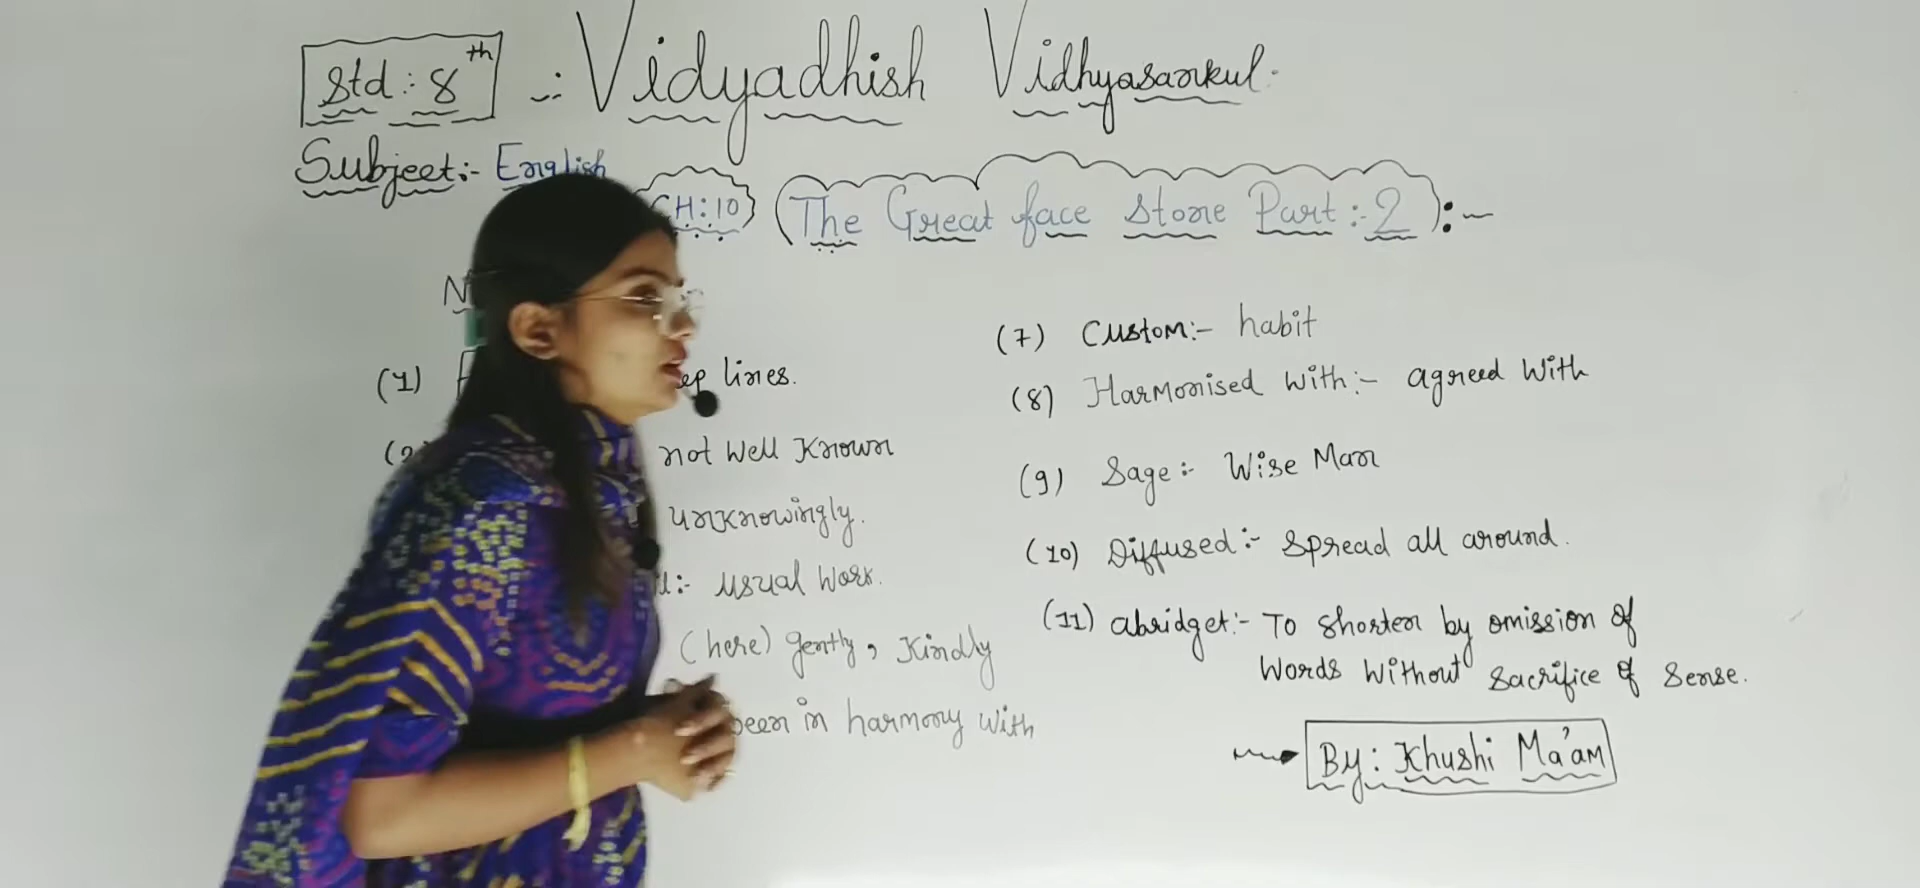 Std : 8th
:- Vidyadhish Vidhyasankul.
Subject:- English
CH:10 (The Great face Stone Part:-2):-
N
(1) lines.
(2) not Well Known
unknowingly.
:- usual Work.
(here) gently, Kindly
been in harmony With
(7) Custom:- habit
(8) Harmonised With:- agreed With
(9) Sage:- Wise Man
(10) Diffused:- Spread all around.
(11) abridget:- To Shorten by omission of
Words Without Sacrifice of Sense.
By: Khushi Ma'am